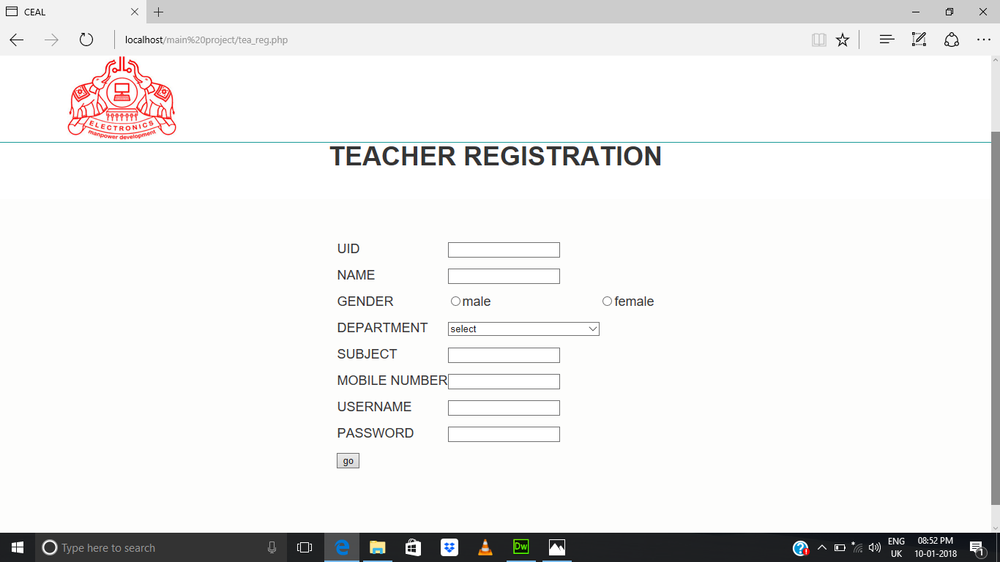 CEAL
localhost/main%20project/tea_reg.php
ELECTRONICS
manpower development
TEACHER REGISTRATION
UID
NAME
GENDER male female
DEPARTMENT select
SUBJECT
MOBILE NUMBER
USERNAME
PASSWORD
go
Type here to search
Dw
ENG
UK
08:52 PM
10-01-2018
1